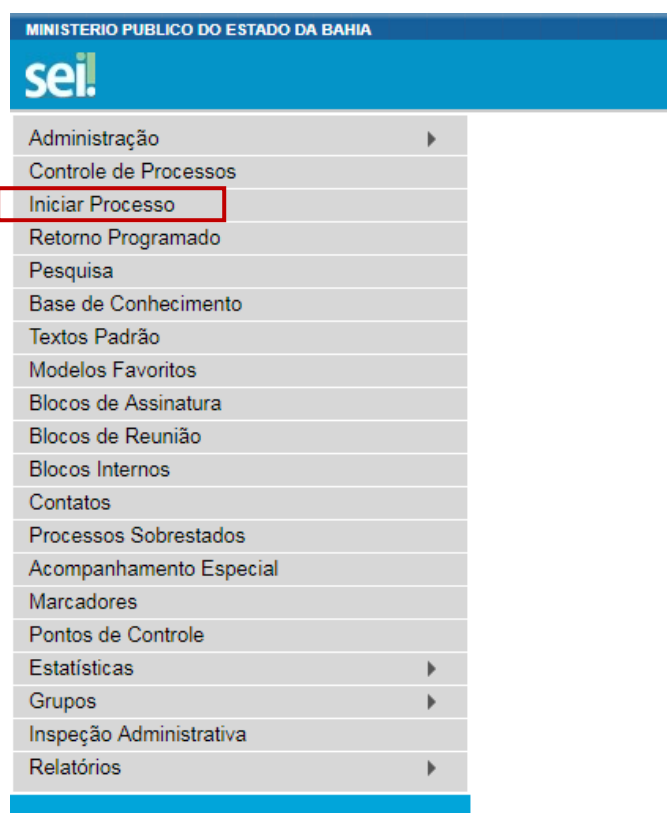 MINISTERIO PUBLICO DO ESTADO DA BAHIA
sei!
Administração
Controle de Processos
Iniciar Processo
Retorno Programado
Pesquisa
Base de Conhecimento
Textos Padrão
Modelos Favoritos
Blocos de Assinatura
Blocos de Reunião
Blocos Internos
Contatos
Processos Sobrestados
Acompanhamento Especial
Marcadores
Pontos de Controle
Estatísticas
Grupos
Inspeção Administrativa
Relatórios